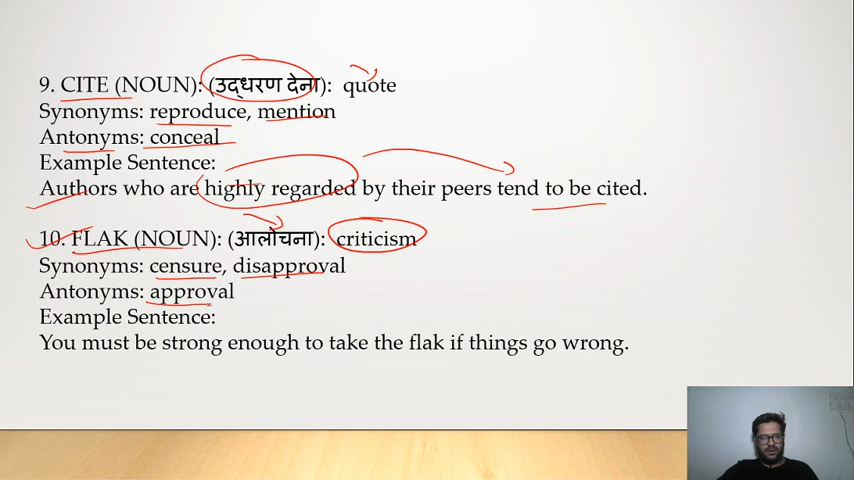 9. CITE (NOUN): (उद्धरण देना): quote
Synonyms: reproduce, mention
Antonyms: conceal
Example Sentence:
Authors who are highly regarded by their peers tend to be cited.
10. FLAK (NOUN): (आलोचना): criticism
Synonyms: censure, disapproval
Antonyms: approval
Example Sentence:
You must be strong enough to take the flak if things go wrong.